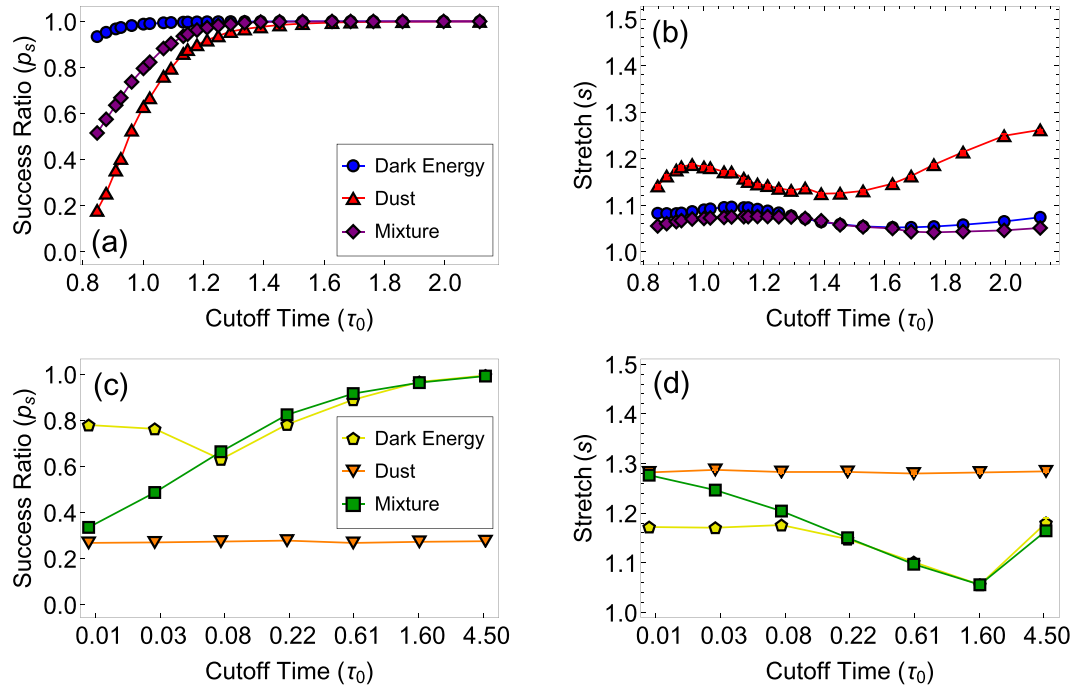 1.0
0.8
0.6
0.4
0.2
0.0
Success Ratio (pₛ)
(a)
Dark Energy
Dust
Mixture
0.8 1.0 1.2 1.4 1.6 1.8 2.0
Cutoff Time (τ₀)
1.5
1.4
1.3
1.2
1.1
1.0
Stretch (s)
(b)
0.8 1.0 1.2 1.4 1.6 1.8 2.0
Cutoff Time (τ₀)
1.0
0.8
0.6
0.4
0.2
0.0
Success Ratio (pₛ)
(c)
Dark Energy
Dust
Mixture
0.01 0.03 0.08 0.22 0.61 1.60 4.50
Cutoff Time (τ₀)
1.5
1.4
1.3
1.2
1.1
1.0
Stretch (s)
(d)
0.01 0.03 0.08 0.22 0.61 1.60 4.50
Cutoff Time (τ₀)